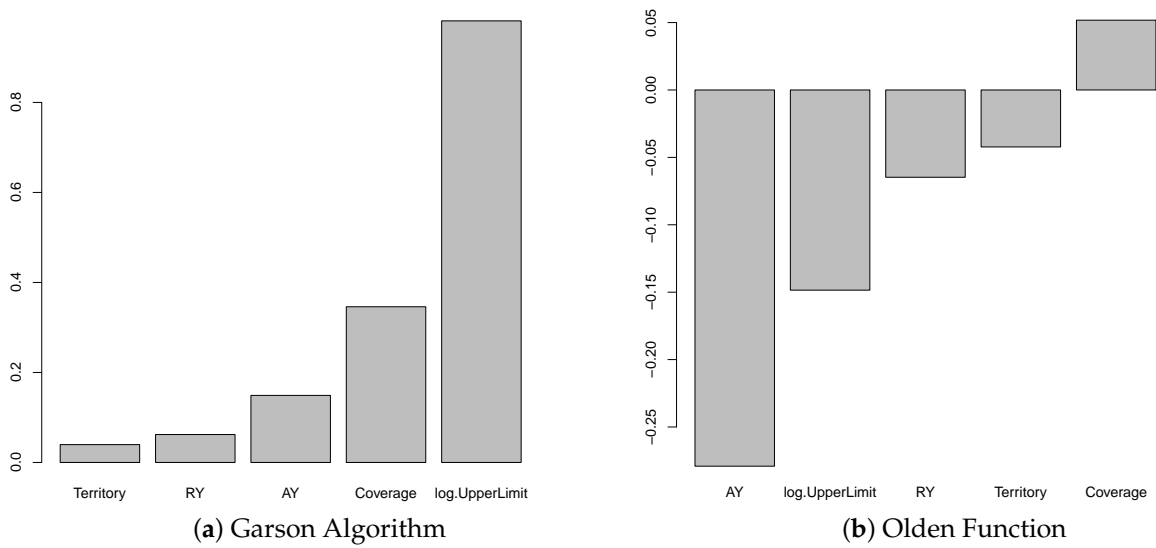 0.0
0.2
0.4
0.6
0.8
Territory
RY
AY
Coverage
log.UpperLimit
(a) Garson Algorithm
0.05
0.00
−0.05
−0.10
−0.15
−0.20
−0.25
AY
log.UpperLimit
RY
Territory
Coverage
(b) Olden Function